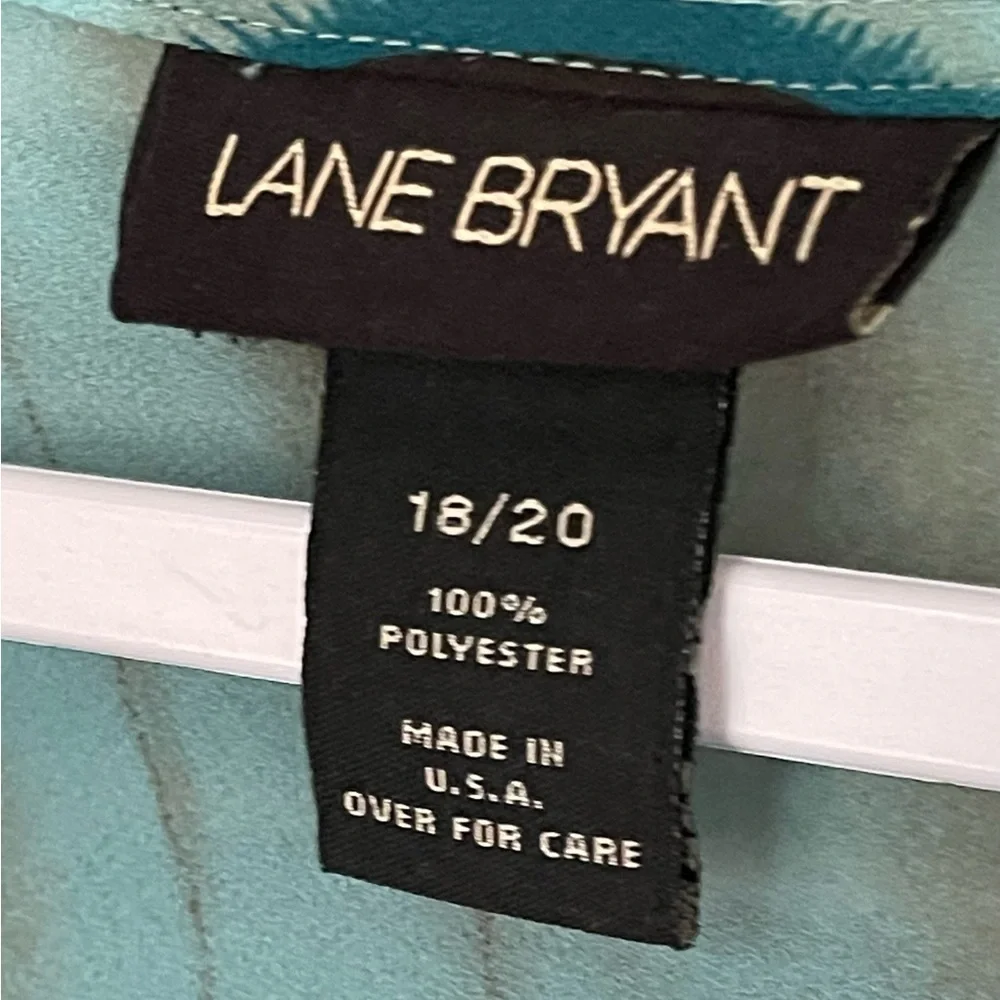 LANE BRYANT
18/20
100%
POLYESTER
MADE IN
U.S.A.
OVER FOR CARE